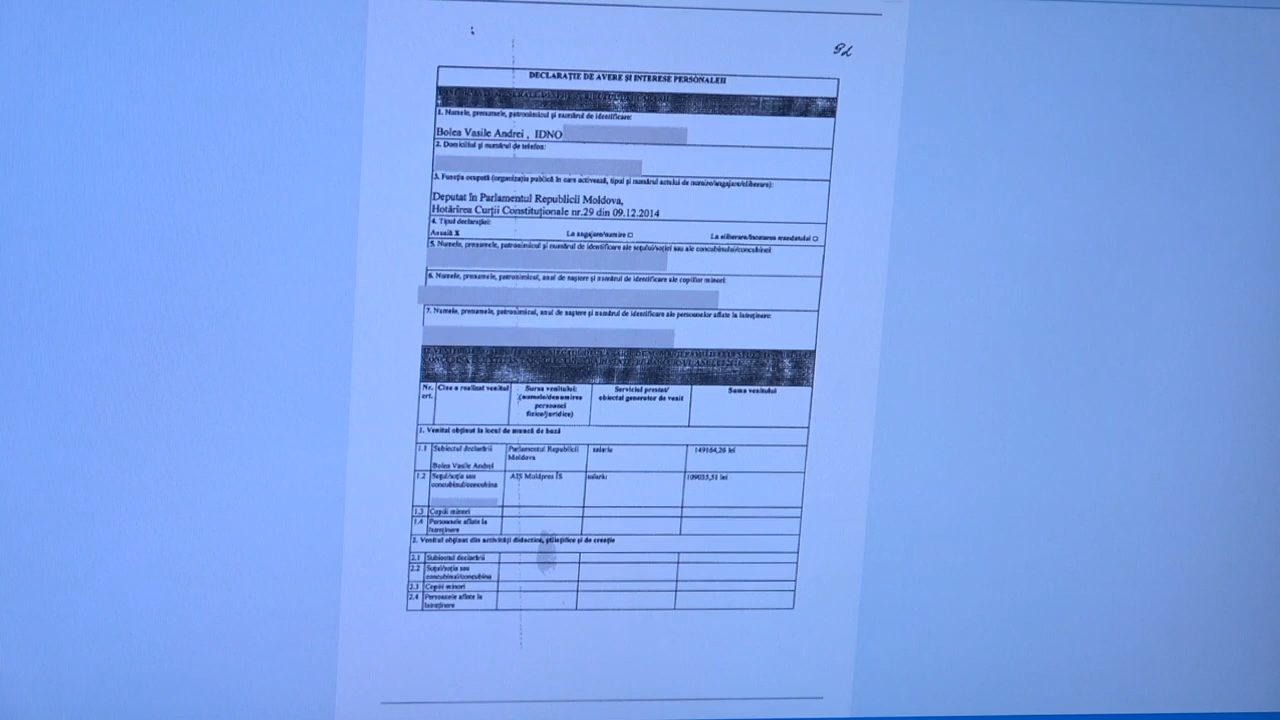 92
DECLARAȚIE DE AVERE ȘI INTERESE PERSONALEII
1. Numele, prenumele, patronimicul și numărul de identificare:
Bolea Vasile Andrei , IDNO
2. Domiciliul și numărul de telefon:
3. Funcția ocupată (organizația publică în care activează, tipul și numărul actului de numire/angajare/eliberare):
Deputat în Parlamentul Republicii Moldova,
Hotărîrea Curții Constituționale nr.29 din 09.12.2014
4. Tipul declarației:
Anuală X La angajare/numire □ La eliberare/încetarea mandatului □
5. Numele, prenumele, patronimicul și numărul de identificare ale soțului/soției sau ale concubinului/concubinei:
6. Numele, prenumele, patronimicul, anul de naștere și numărul de identificare ale copiilor minori:
7. Numele, prenumele, patronimicul, anul de naștere și numărul de identificare ale persoanelor aflate la întreținere:
Nr. Cine a realizat venitul Sursa venitului: Serviciul prestat/ Suma venitului
crt. (numele/denumirea obiectul generator de venit
persoanei
fizice/juridice)
1. Venitul obținut la locul de muncă de bază
1.1 Subiectul declarării Parlamentul Republicii salariu 149164,26 lei
Moldova
Bolea Vasile Andrei
1.2 Soțul/soția sau AIS Moldpres ÎS salariu
concubinul/concubina
1.3 Copiii minori
1.4 Persoanele aflate la
întreținere
2. Venitul obținut din activități didactice, științifice și de creație
2.1 Subiectul declarării
2.2 Soțul/soția sau
concubinul/concubina
2.3 Copiii minori
2.4 Persoanele aflate la
întreținere